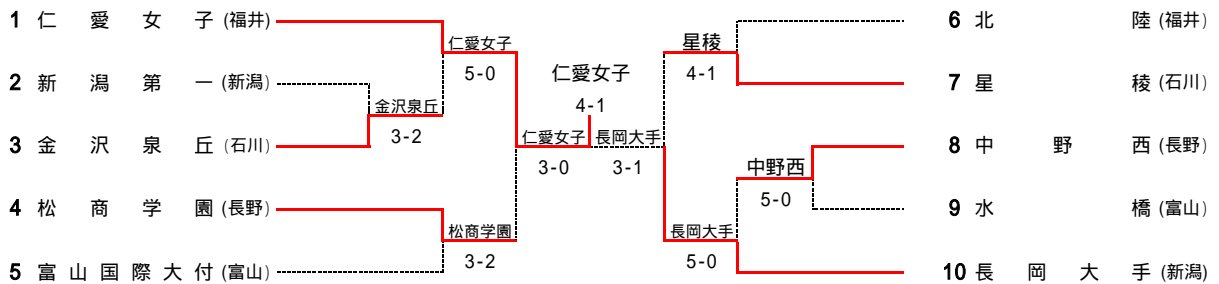 1 仁愛女子 (福井)
2 新潟第一 (新潟)
3 金沢泉丘 (石川)
4 松商学園 (長野)
5 富山国際大付 (富山)
仁愛女子
5-0
金沢泉丘
3-2
松商学園
3-2
仁愛女子
4-1
仁愛女子
3-0
長岡大手
3-1
星稜
4-1
中野西
5-0
長岡大手
5-0
6 北陸 (福井)
7 星稜 (石川)
8 中野西 (長野)
9 水橋 (富山)
10 長岡大手 (新潟)